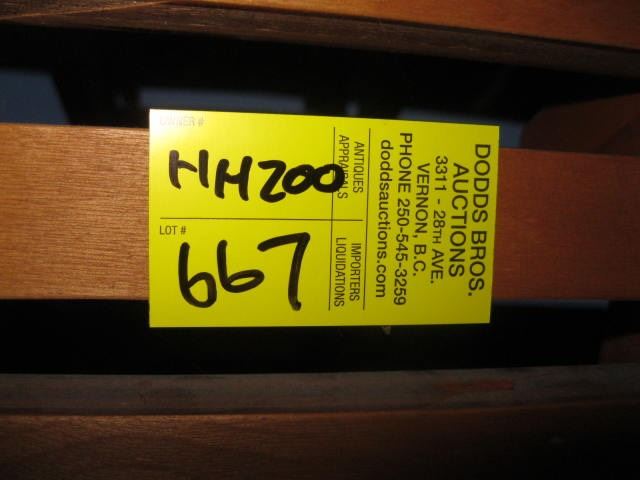 OWNER #
HH200
LOT #
667
DODDS BROS.
AUCTIONS
3311 - 28TH AVE.
VERNON, B.C.
PHONE 250-545-3259
doddsauctions.com
ANTIQUES
APPRAISALS
IMPORTERS
LIQUIDATIONS